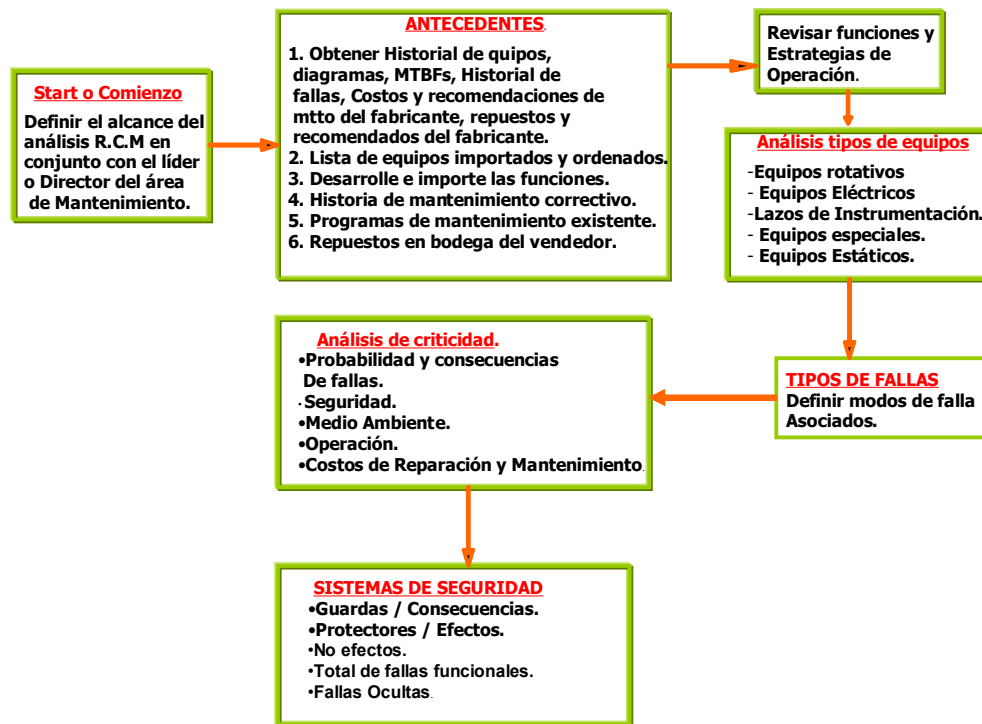 Start o Comienzo
Definir el alcance del
análisis R.C.M en
conjunto con el líder
o Director del área
de Mantenimiento.
ANTECEDENTES.
1. Obtener Historial de quipos,
diagramas, MTBFs, Historial de
fallas, Costos y recomendaciones de
mtto del fabricante, repuestos y
recomendados del fabricante.
2. Lista de equipos importados y ordenados.
3. Desarrolle e importe las funciones.
4. Historia de mantenimiento correctivo.
5. Programas de mantenimiento existente.
6. Repuestos en bodega del vendedor.
Revisar funciones y
Estrategias de
Operación.
Análisis tipos de equipos
-Equipos rotativos
- Equipos Eléctricos
-Lazos de Instrumentación.
- Equipos especiales.
- Equipos Estáticos.
TIPOS DE FALLAS
Definir modos de falla
Asociados.
Análisis de criticidad.
•Probabilidad y consecuencias
De fallas.
·Seguridad.
•Medio Ambiente.
•Operación.
•Costos de Reparación y Mantenimiento.
SISTEMAS DE SEGURIDAD
•Guardas / Consecuencias.
•Protectores / Efectos.
•No efectos.
•Total de fallas funcionales.
•Fallas Ocultas.